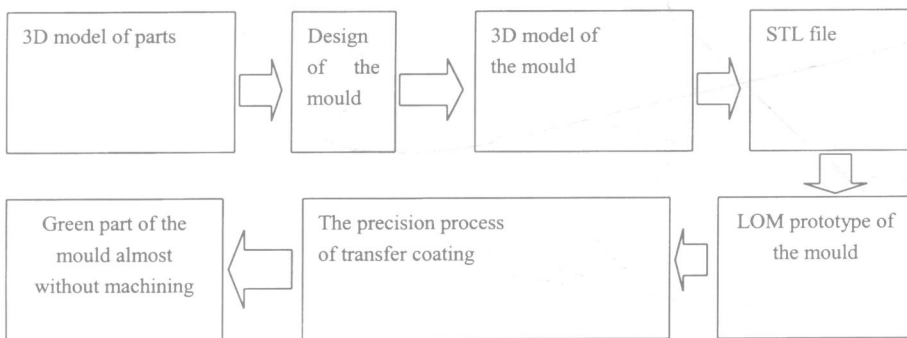 3D model of parts
Design
of the
mould
3D model of
the mould
STL file
LOM prototype of
the mould
The precision process
of transfer coating
Green part of the
mould almost
without machining